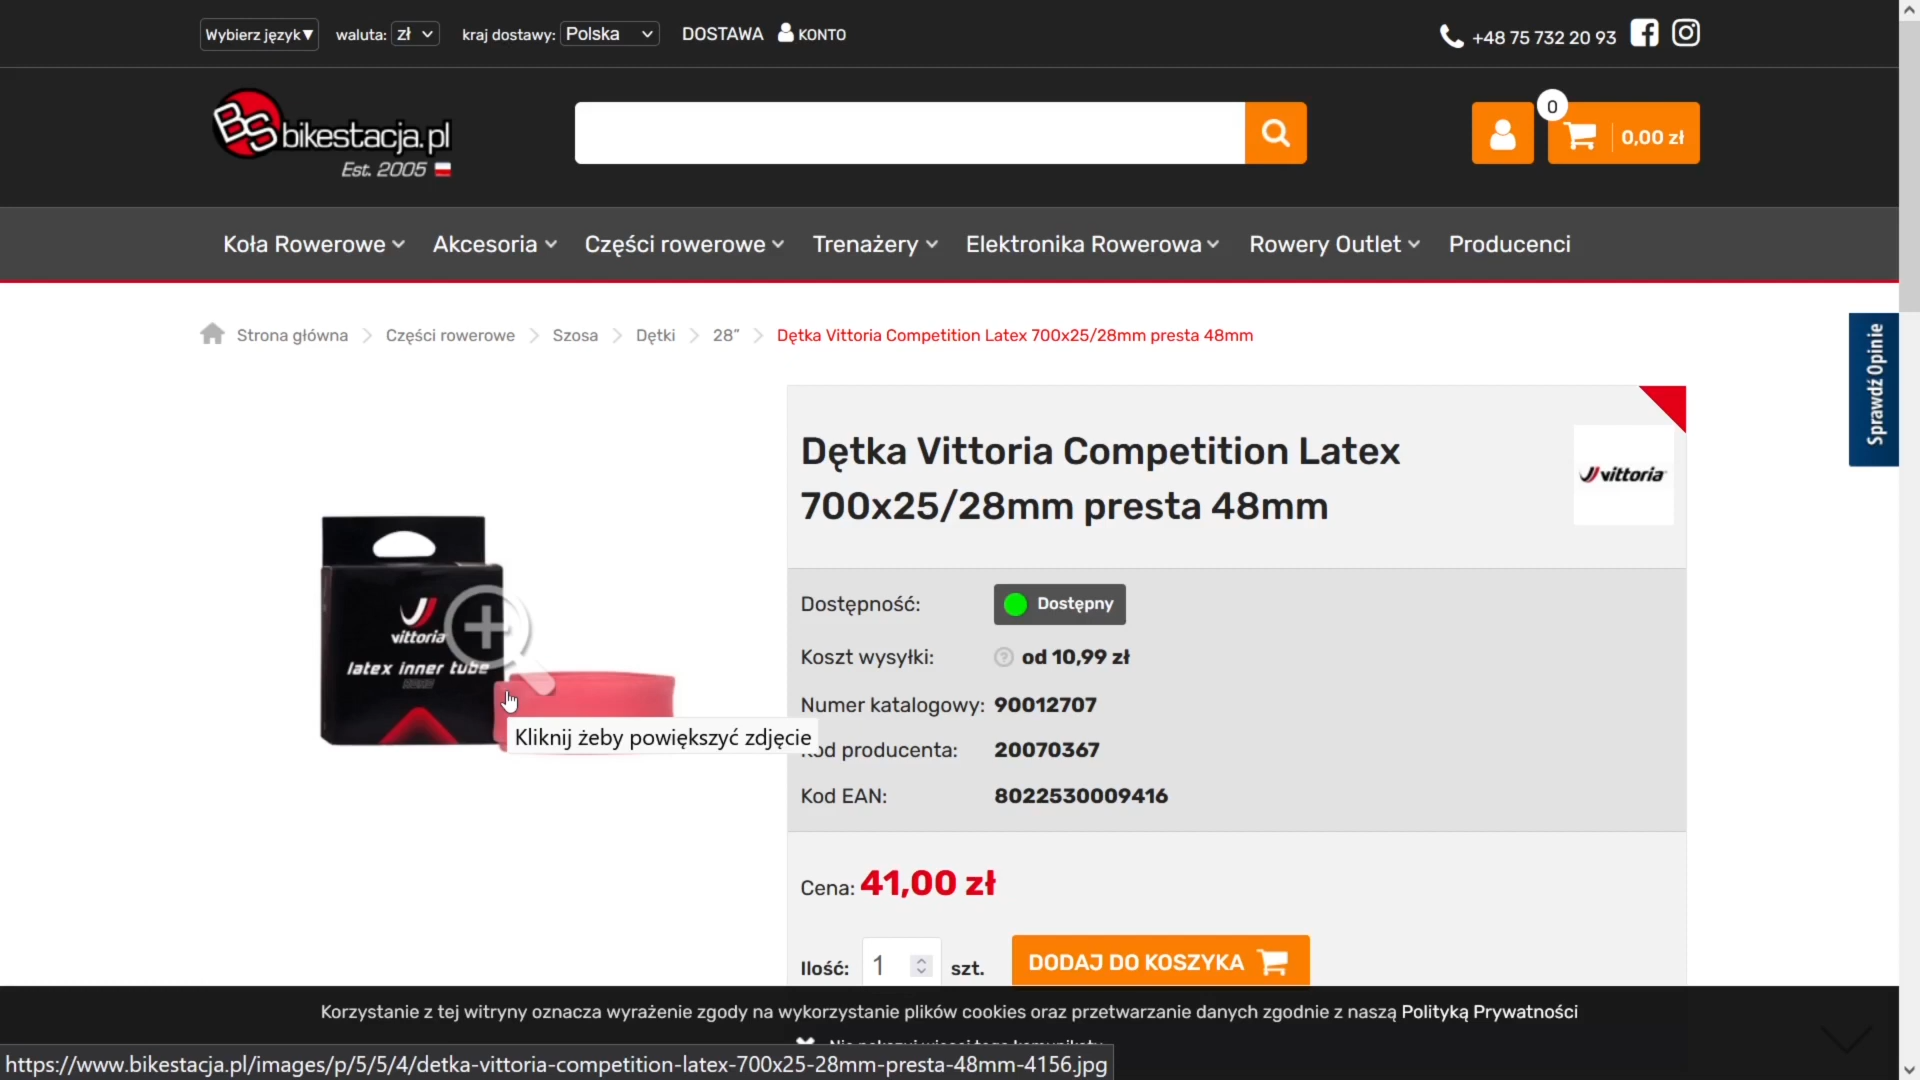 Wybierz język▼
waluta: zł
kraj dostawy: Polska
DOSTAWA
KONTO
+48 75 732 20 93
BS bikestacja.pl
Est. 2005
0
0,00 zł
Koła Rowerowe
Akcesoria
Części rowerowe
Trenażery
Elektronika Rowerowa
Rowery Outlet
Producenci
Strona główna
Części rowerowe
Szosa
Dętki
28”
Dętka Vittoria Competition Latex 700x25/28mm presta 48mm
Sprawdź Opinie
Dętka Vittoria Competition Latex
700x25/28mm presta 48mm
vittoria
vittoria
latex inner tube
Kliknij żeby powiększyć zdjęcie
Dostępność: Dostępny
Koszt wysyłki: ? od 10,99 zł
Numer katalogowy: 90012707
Kod producenta: 20070367
Kod EAN: 8022530009416
Cena: 41,00 zł
Ilość: 1 szt.
DODAJ DO KOSZYKA
Korzystanie z tej witryny oznacza wyrażenie zgody na wykorzystanie plików cookies oraz przetwarzanie danych zgodnie z naszą Polityką Prywatności
https://www.bikestacja.pl/images/p/5/5/4/detka-vittoria-competition-latex-700x25-28mm-presta-48mm-4156.jpg